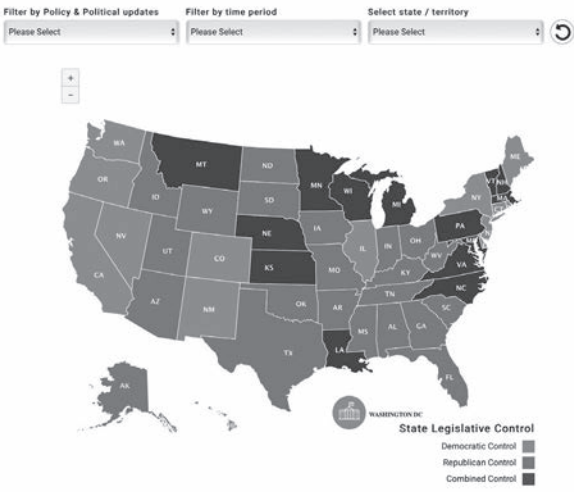 Filter by Policy & Political updates
Filter by time period
Select state / territory
Please Select
Please Select
Please Select
+
−
WA
MT
ND
MN
WI
MI
VT
NH
ME
OR
ID
SD
NY
MA
CT
WY
IA
NE
PA
NV
UT
CO
IL
IN
OH
WV
VA
KS
MO
KY
CA
NC
TN
AZ
NM
OK
AR
SC
MS
AL
GA
TX
LA
FL
AK
WASHINGTON DC
State Legislative Control
Democratic Control
Republican Control
Combined Control